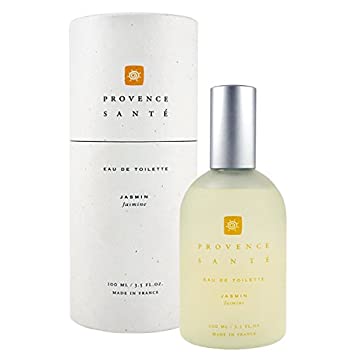 PROVENCE
SANTÉ
EAU DE TOILETTE
JASMIN
Jasmine
100 ML / 3.3 FL.OZ.
MADE IN FRANCE
PROVENCE
SANTÉ
EAU DE TOILETTE
JASMIN
Jasmine
100 ML / 3.3 FL.OZ
MADE IN FRANCE